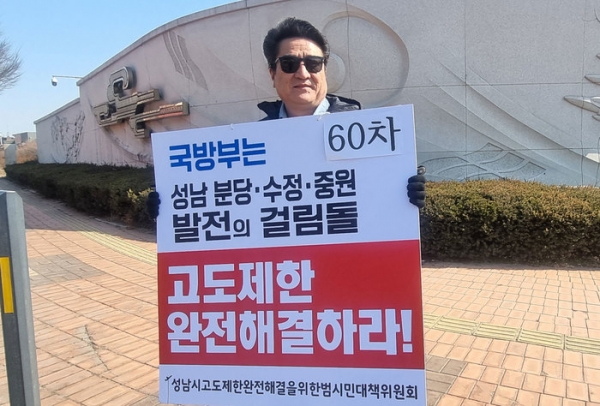 60차
국방부는
성남 분당·수정·중원
발전의 걸림돌
고도제한
완전해결하라!
성남시고도제한완전해결을위한범시민대책위원회